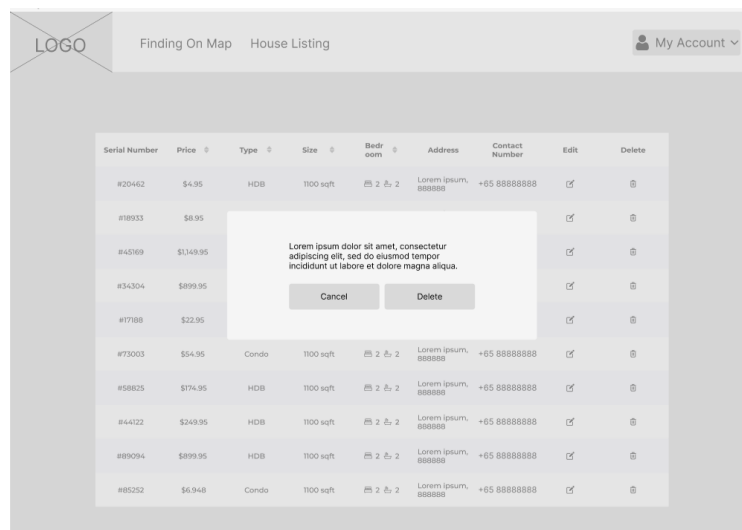 LOGO Finding On Map House Listing My Account
Serial Number Price Type Size Bedr Address Contact Edit Delete
oom Number
#20462 $4.95 HDB 1100 sqft 2 2 Lorem ipsum, +65 88888888
888888
#18933 $8.95
#45169 $1,149.95
#34304 $899.95
#17188 $22.95
Lorem ipsum dolor sit amet, consectetur
adipiscing elit, sed do eiusmod tempor
incididunt ut labore et dolore magna aliqua.
Cancel Delete
#73003 $54.95 Condo 1100 sqft 2 2 Lorem ipsum, +65 88888888
888888
#58825 $174.95 HDB 1100 sqft 2 2 Lorem ipsum, +65 88888888
888888
#44122 $249.95 HDB 1100 sqft 2 2 Lorem ipsum, +65 88888888
888888
#89094 $899.95 HDB 1100 sqft 2 2 Lorem ipsum, +65 88888888
888888
#85252 $6.948 Condo 1100 sqft 2 2 Lorem ipsum, +65 88888888
888888